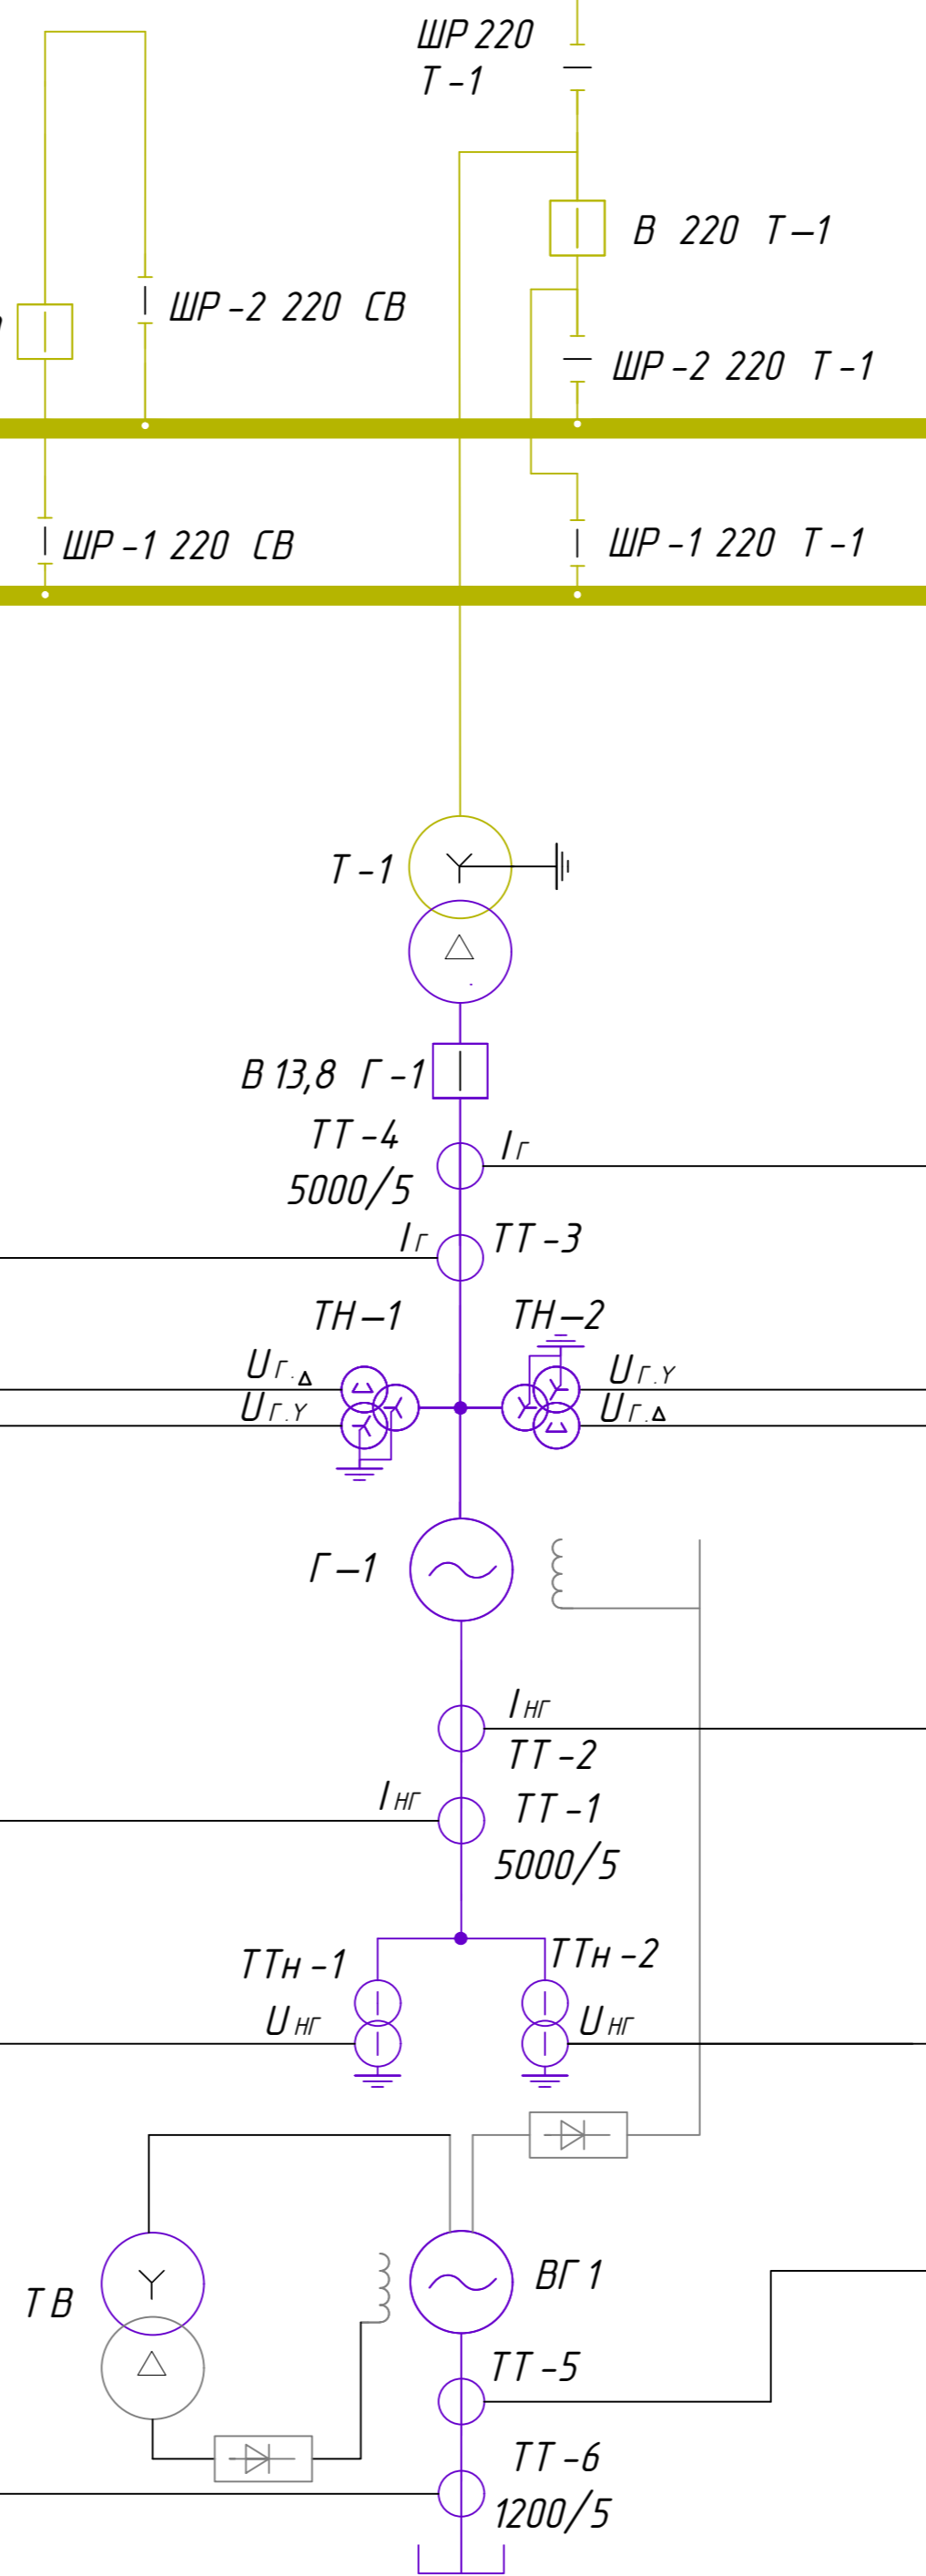 ШР 220
Т-1
В 220 Т-1
ШР-2 220 СВ
ШР-2 220 Т-1
ШР-1 220 СВ
ШР-1 220 Т-1
Т-1
В 13,8 Г-1
ТТ-4
5000/5
IГ
IГ
ТТ-3
ТН-1
ТН-2
UГ.Δ
UГ.Y
UГ.Y
UГ.Δ
Г-1
IНГ
ТТ-2
IНГ
ТТ-1
5000/5
ТТн-1
ТТн-2
UНГ
UНГ
ВГ1
ТВ
ТТ-5
ТТ-6
1200/5